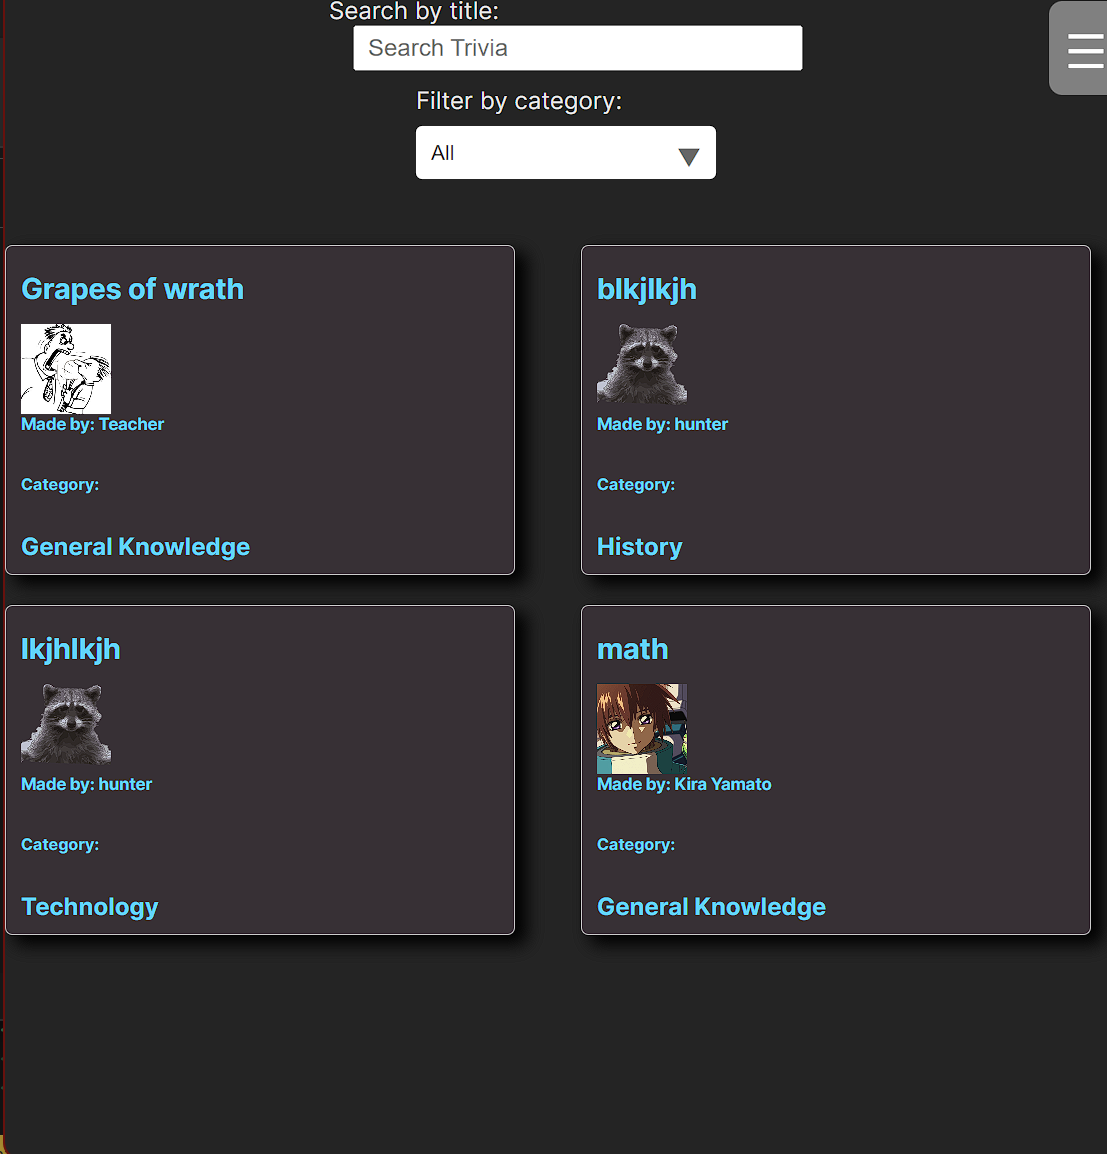 Search by title:
Search Trivia
Filter by category:
All
Grapes of wrath
Made by: Teacher
Category:
General Knowledge
blkjlkjh
Made by: hunter
Category:
History
lkjhlkjh
Made by: hunter
Category:
Technology
math
Made by: Kira Yamato
Category:
General Knowledge